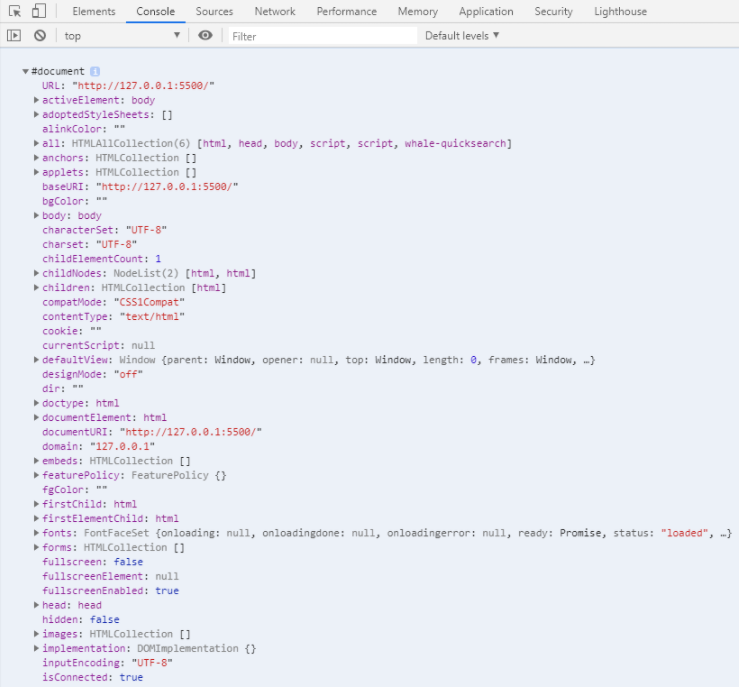 Elements Console Sources Network Performance Memory Application Security Lighthouse
top Filter Default levels
#document i
URL: "http://127.0.0.1:5500/"
activeElement: body
adoptedStyleSheets: []
alinkColor: ""
all: HTMLAllCollection(6) [html, head, body, script, script, whale-quicksearch]
anchors: HTMLCollection []
applets: HTMLCollection []
baseURI: "http://127.0.0.1:5500/"
bgColor: ""
body: body
characterSet: "UTF-8"
charset: "UTF-8"
childElementCount: 1
childNodes: NodeList(2) [html, html]
children: HTMLCollection [html]
compatMode: "CSS1Compat"
contentType: "text/html"
cookie: ""
currentScript: null
defaultView: Window {parent: Window, opener: null, top: Window, length: 0, frames: Window, …}
designMode: "off"
dir: ""
doctype: html
documentElement: html
documentURI: "http://127.0.0.1:5500/"
domain: "127.0.0.1"
embeds: HTMLCollection []
featurePolicy: FeaturePolicy {}
fgColor: ""
firstChild: html
firstElementChild: html
fonts: FontFaceSet {onloading: null, onloadingdone: null, onloadingerror: null, ready: Promise, status: "loaded", …}
forms: HTMLCollection []
fullscreen: false
fullscreenElement: null
fullscreenEnabled: true
head: head
hidden: false
images: HTMLCollection []
implementation: DOMImplementation {}
inputEncoding: "UTF-8"
isConnected: true